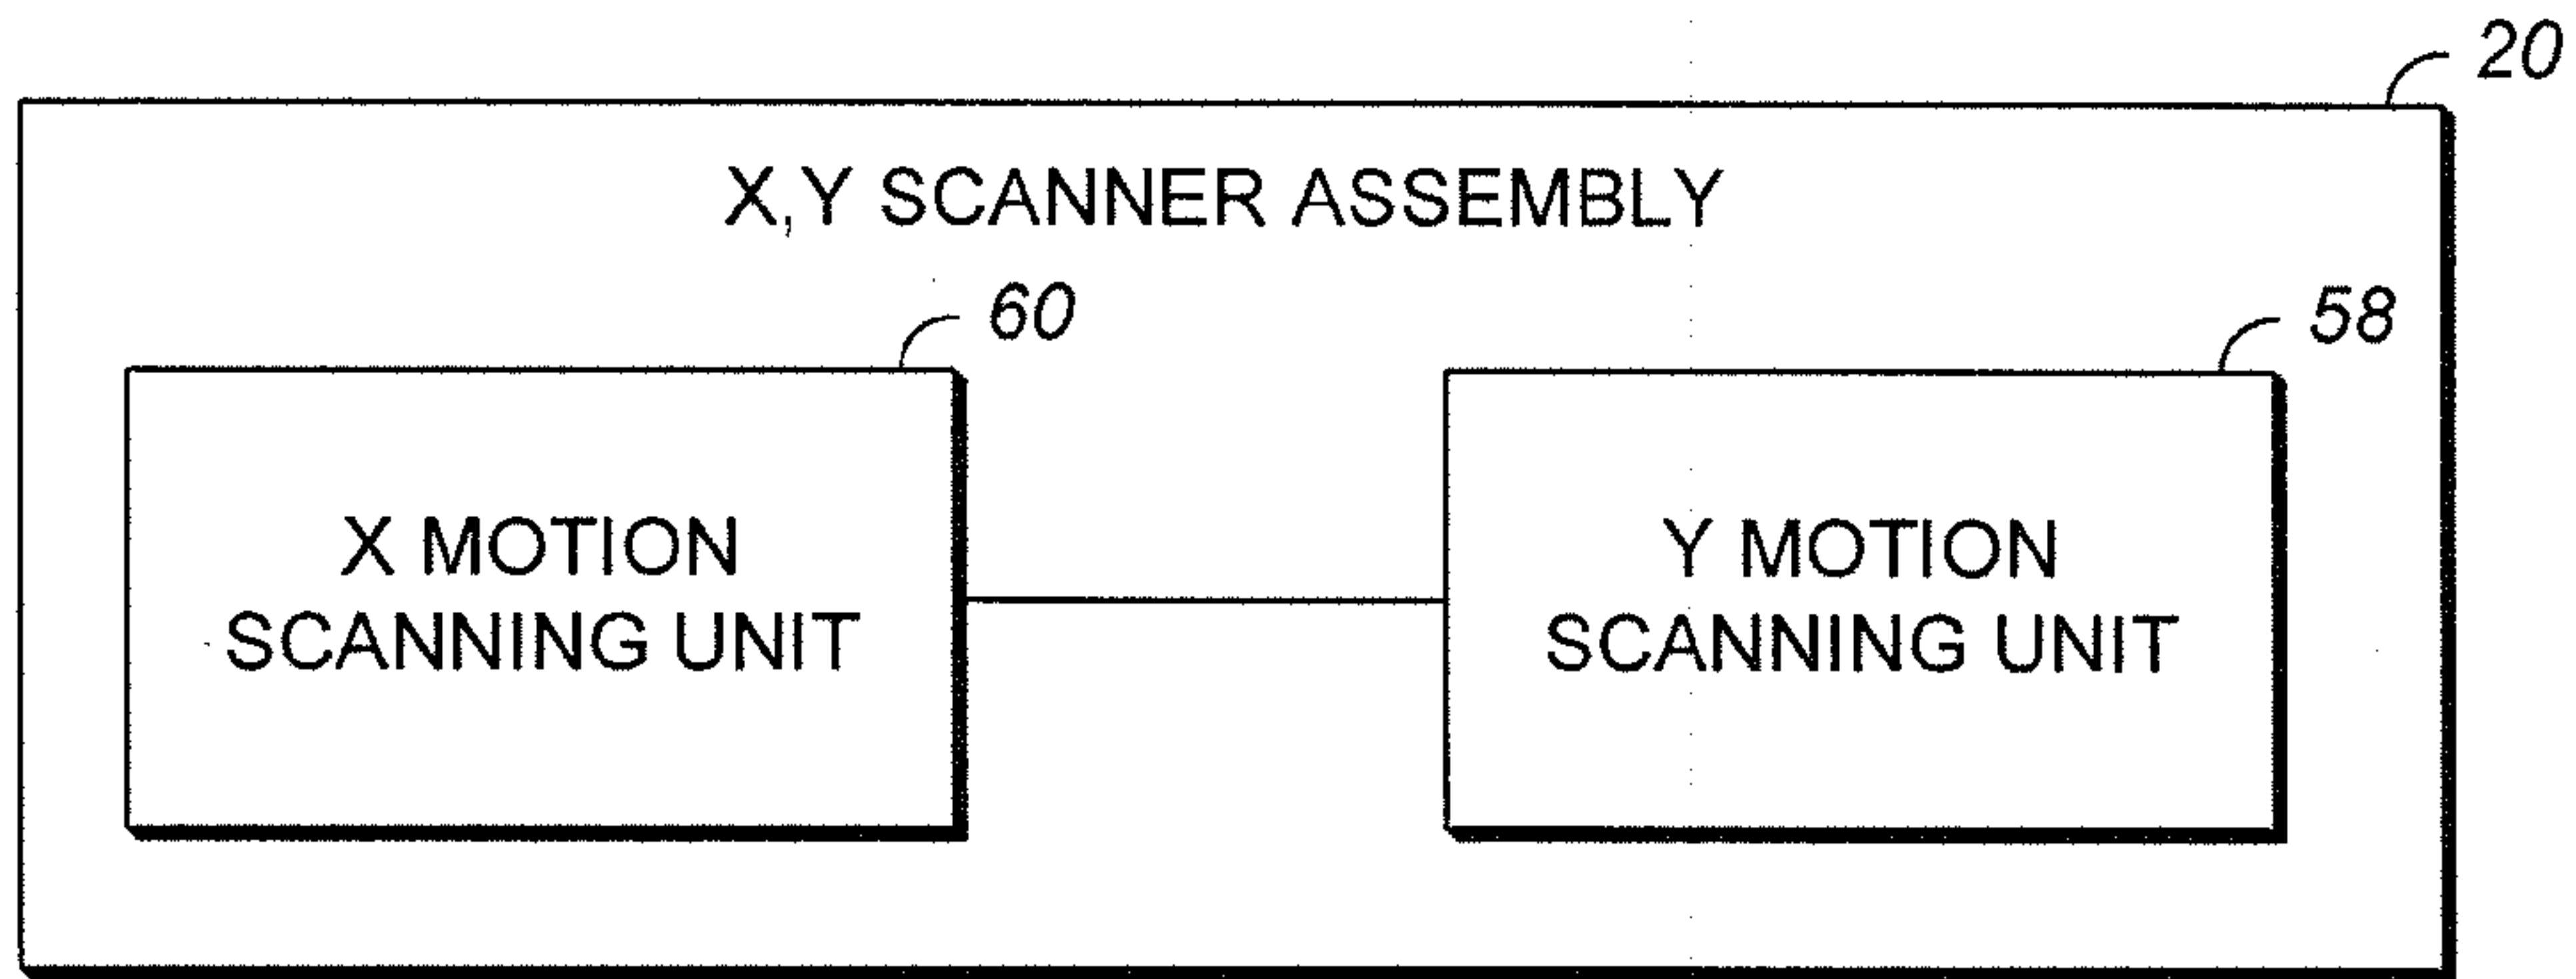 20
X,Y SCANNER ASSEMBLY
60
58
X MOTION
SCANNING UNIT
Y MOTION
SCANNING UNIT